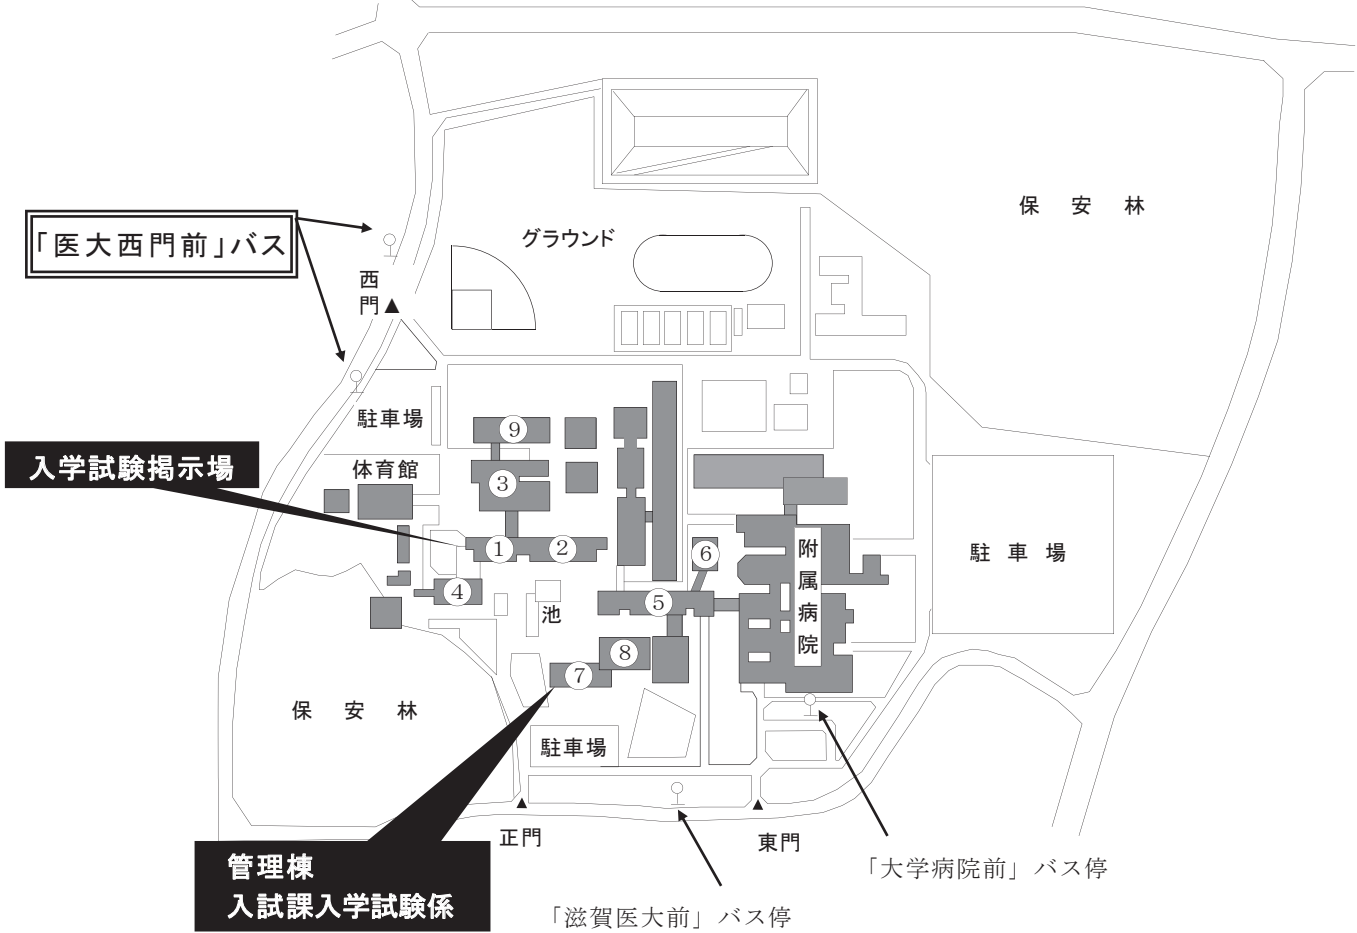 保安林
「医大西門前」バス
グラウンド
西
門▲
駐車場
⑨
入学試験掲示場
体育館
③
①
②
⑥
附属病院
駐車場
④
⑤
池
⑧
⑦
保安林
駐車場
正門
東門
管理棟
入試課入学試験係
「大学病院前」バス停
「滋賀医大前」バス停